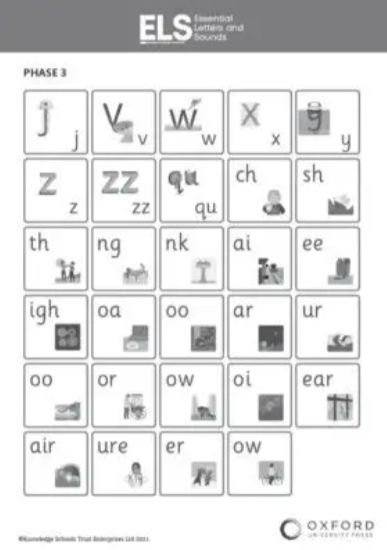 ELS
Essential
Letters and
Sounds
PHASE 3
j v w x y
j v w x y
z zz qu ch sh
z zz qu
th ng nk ai ee
igh oa oo ar ur
oo or ow oi ear
air ure er ow
OXFORD
UNIVERSITY PRESS
©Knowledge Schools Trust Enterprises Ltd 2021.